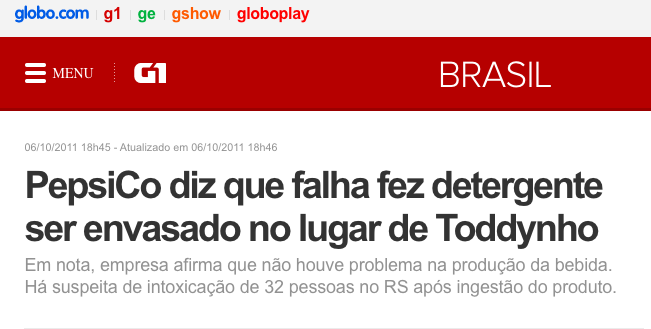 globo.com g1 ge gshow globoplay
MENU G1 BRASIL
06/10/2011 18h45 - Atualizado em 06/10/2011 18h46
PepsiCo diz que falha fez detergente
ser envasado no lugar de Toddynho
Em nota, empresa afirma que não houve problema na produção da bebida.
Há suspeita de intoxicação de 32 pessoas no RS após ingestão do produto.